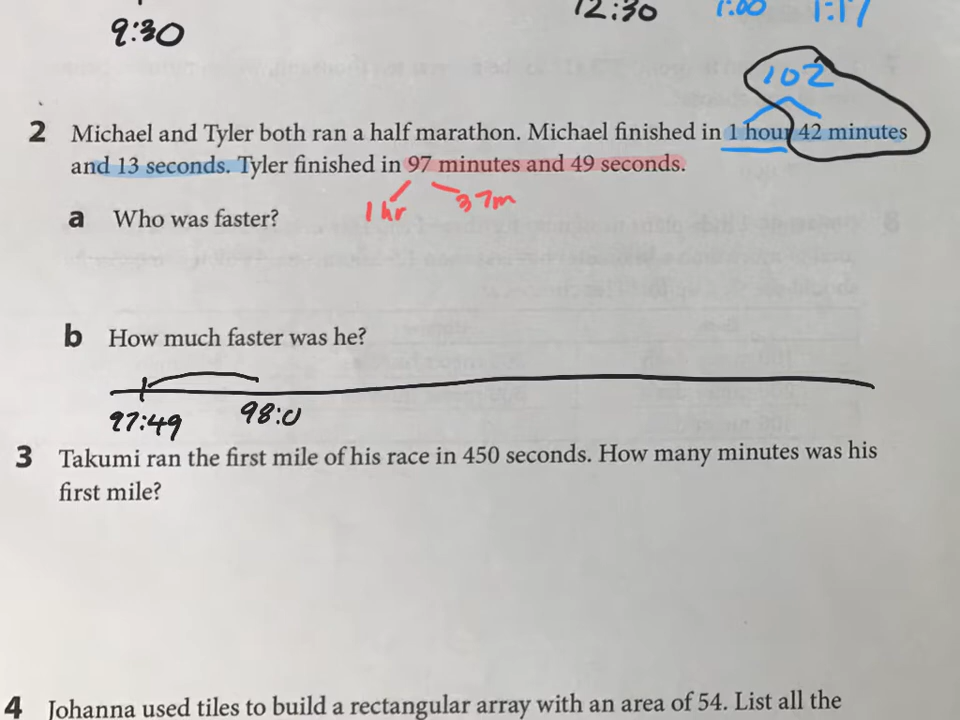 9:30
12:30 1:00 1:17
102
2 Michael and Tyler both ran a half marathon. Michael finished in 1 hour 42 minutes
and 13 seconds. Tyler finished in 97 minutes and 49 seconds.
1 hr 37m
a Who was faster?
b How much faster was he?
97:49 98:0
3 Takumi ran the first mile of his race in 450 seconds. How many minutes was his
first mile?
4 Johanna used tiles to build a rectangular array with an area of 54. List all the